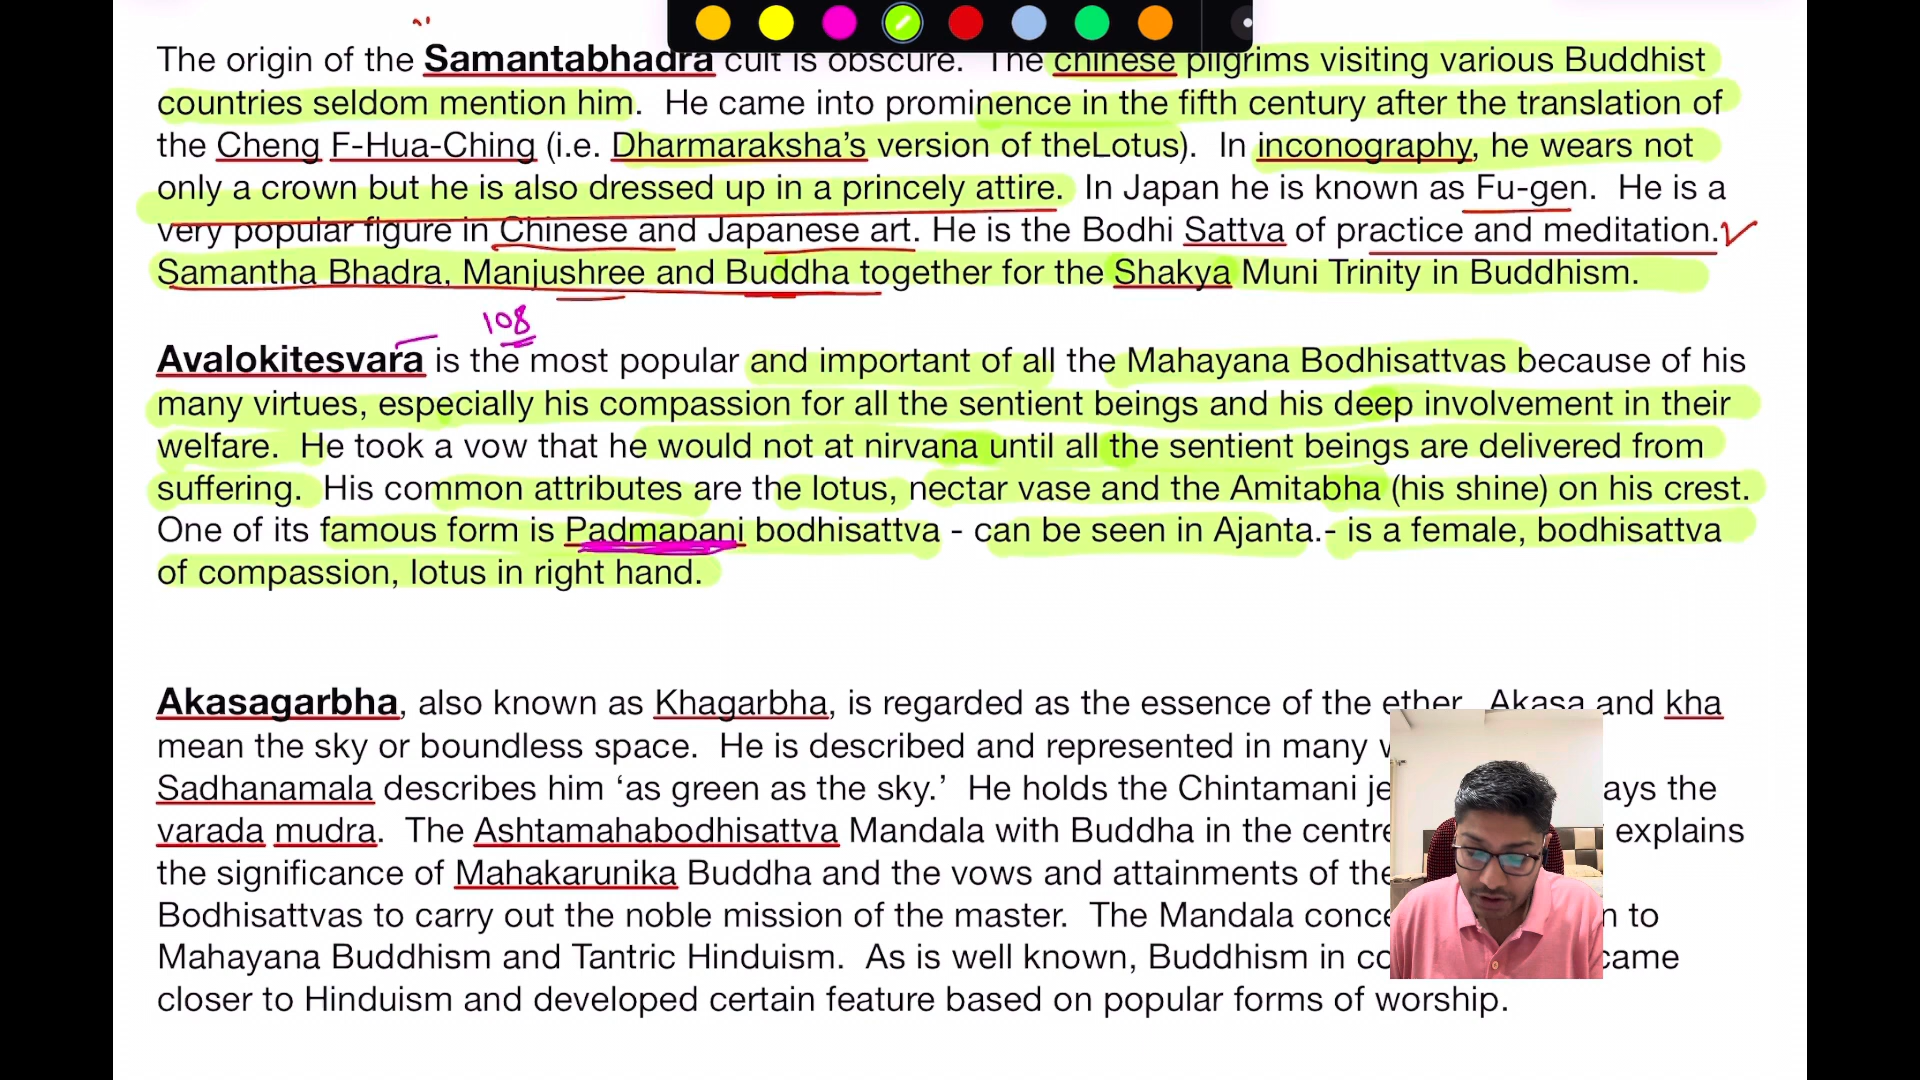 The origin of the Samantabhadra cult is obscure. The chinese pilgrims visiting various Buddhist
countries seldom mention him. He came into prominence in the fifth century after the translation of
the Cheng F-Hua-Ching (i.e. Dharmaraksha’s version of theLotus). In inconography, he wears not
only a crown but he is also dressed up in a princely attire. In Japan he is known as Fu-gen. He is a
very popular figure in Chinese and Japanese art. He is the Bodhi Sattva of practice and meditation.
Samantha Bhadra, Manjushree and Buddha together for the Shakya Muni Trinity in Buddhism.
108
Avalokitesvara is the most popular and important of all the Mahayana Bodhisattvas because of his
many virtues, especially his compassion for all the sentient beings and his deep involvement in their
welfare. He took a vow that he would not at nirvana until all the sentient beings are delivered from
suffering. His common attributes are the lotus, nectar vase and the Amitabha (his shine) on his crest.
One of its famous form is Padmapani bodhisattva - can be seen in Ajanta.- is a female, bodhisattva
of compassion, lotus in right hand.
Akasagarbha, also known as Khagarbha, is regarded as the essence of the ether. Akasa and kha
mean the sky or boundless space. He is described and represented in many
Sadhanamala describes him ‘as green as the sky.’ He holds the Chintamani the
varada mudra. The Ashtamahabodhisattva Mandala with Buddha in the centre explains
the significance of Mahakarunika Buddha and the vows and attainments of the
Bodhisattvas to carry out the noble mission of the master. The Mandala to
Mahayana Buddhism and Tantric Hinduism. As is well known, Buddhism in came
closer to Hinduism and developed certain feature based on popular forms of worship.